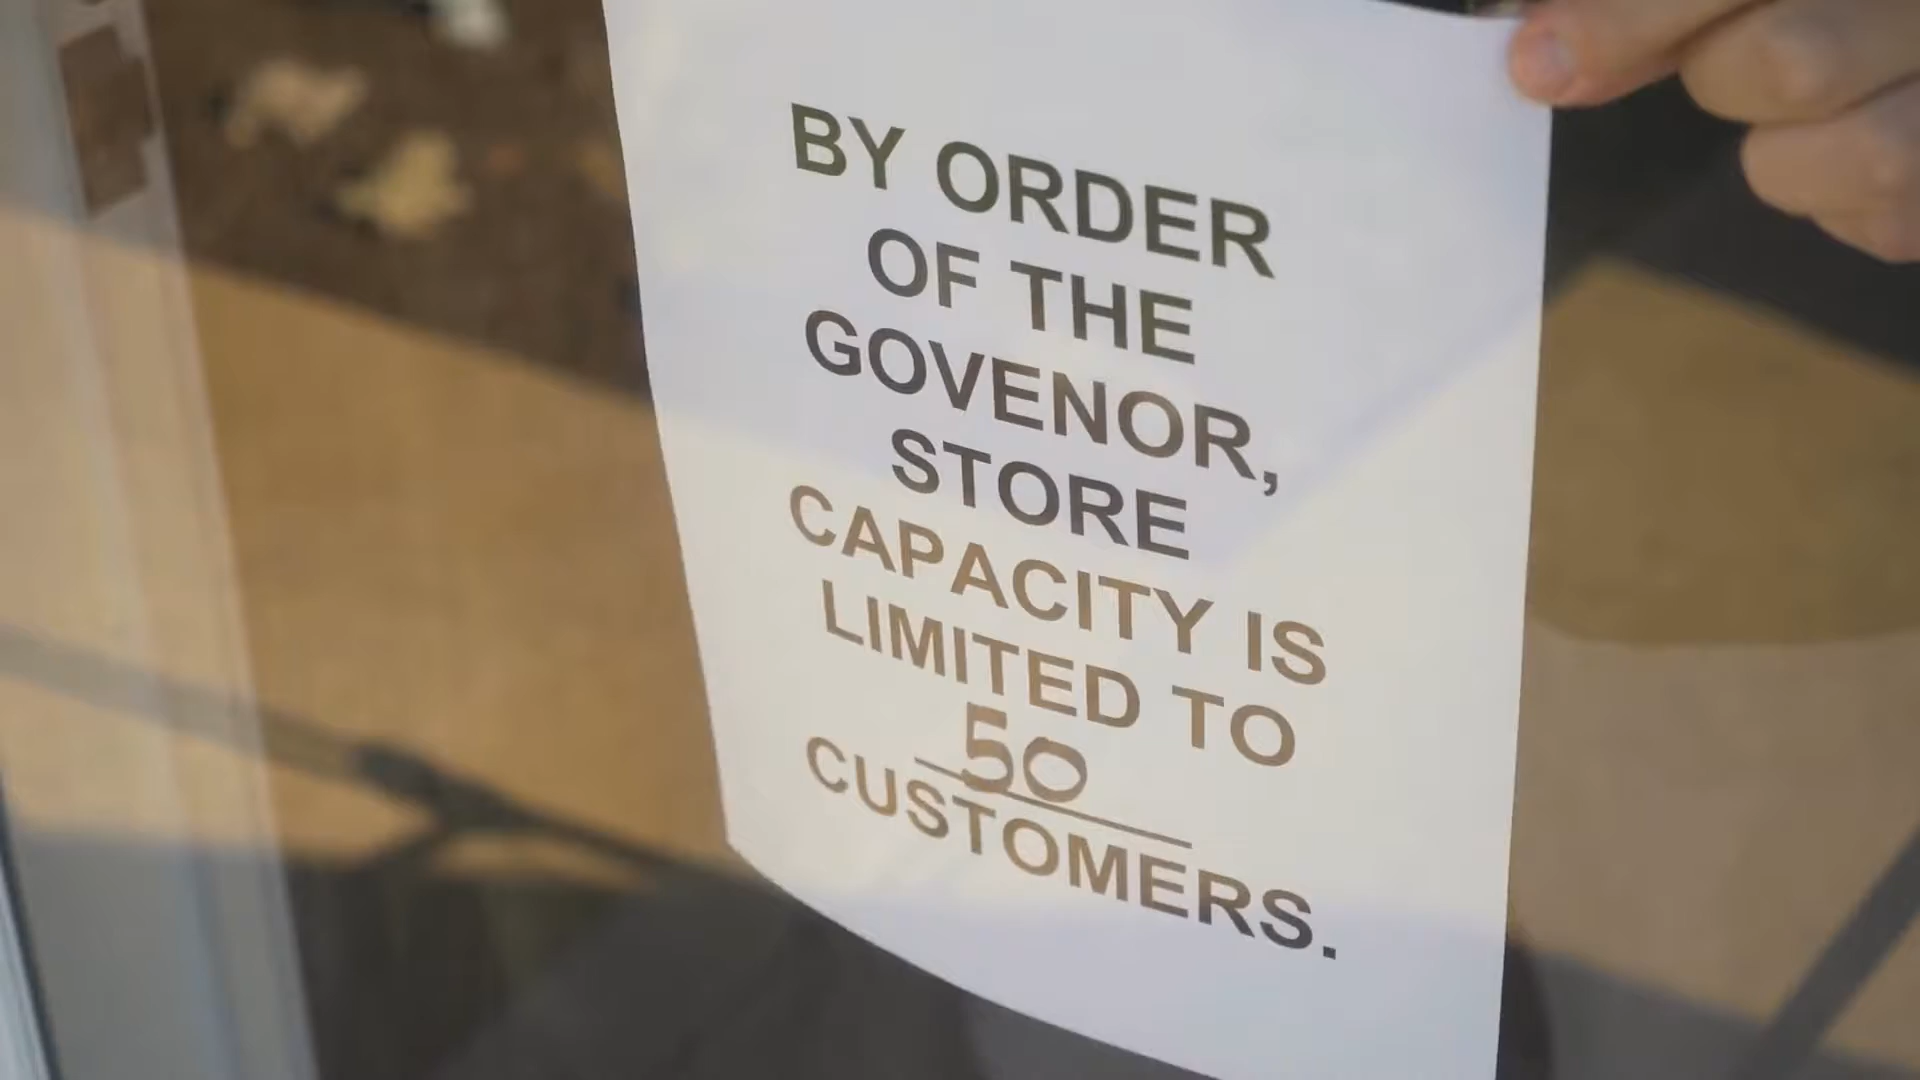 BY ORDER
OF THE
GOVENOR,
STORE
CAPACITY IS
LIMITED TO
50
CUSTOMERS.